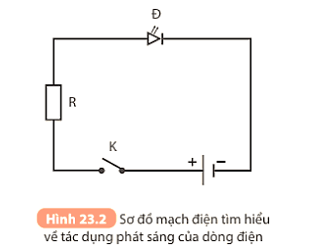 Đ
R
K
+ −
Hình 23.2 Sơ đồ mạch điện tìm hiểu
về tác dụng phát sáng của dòng điện